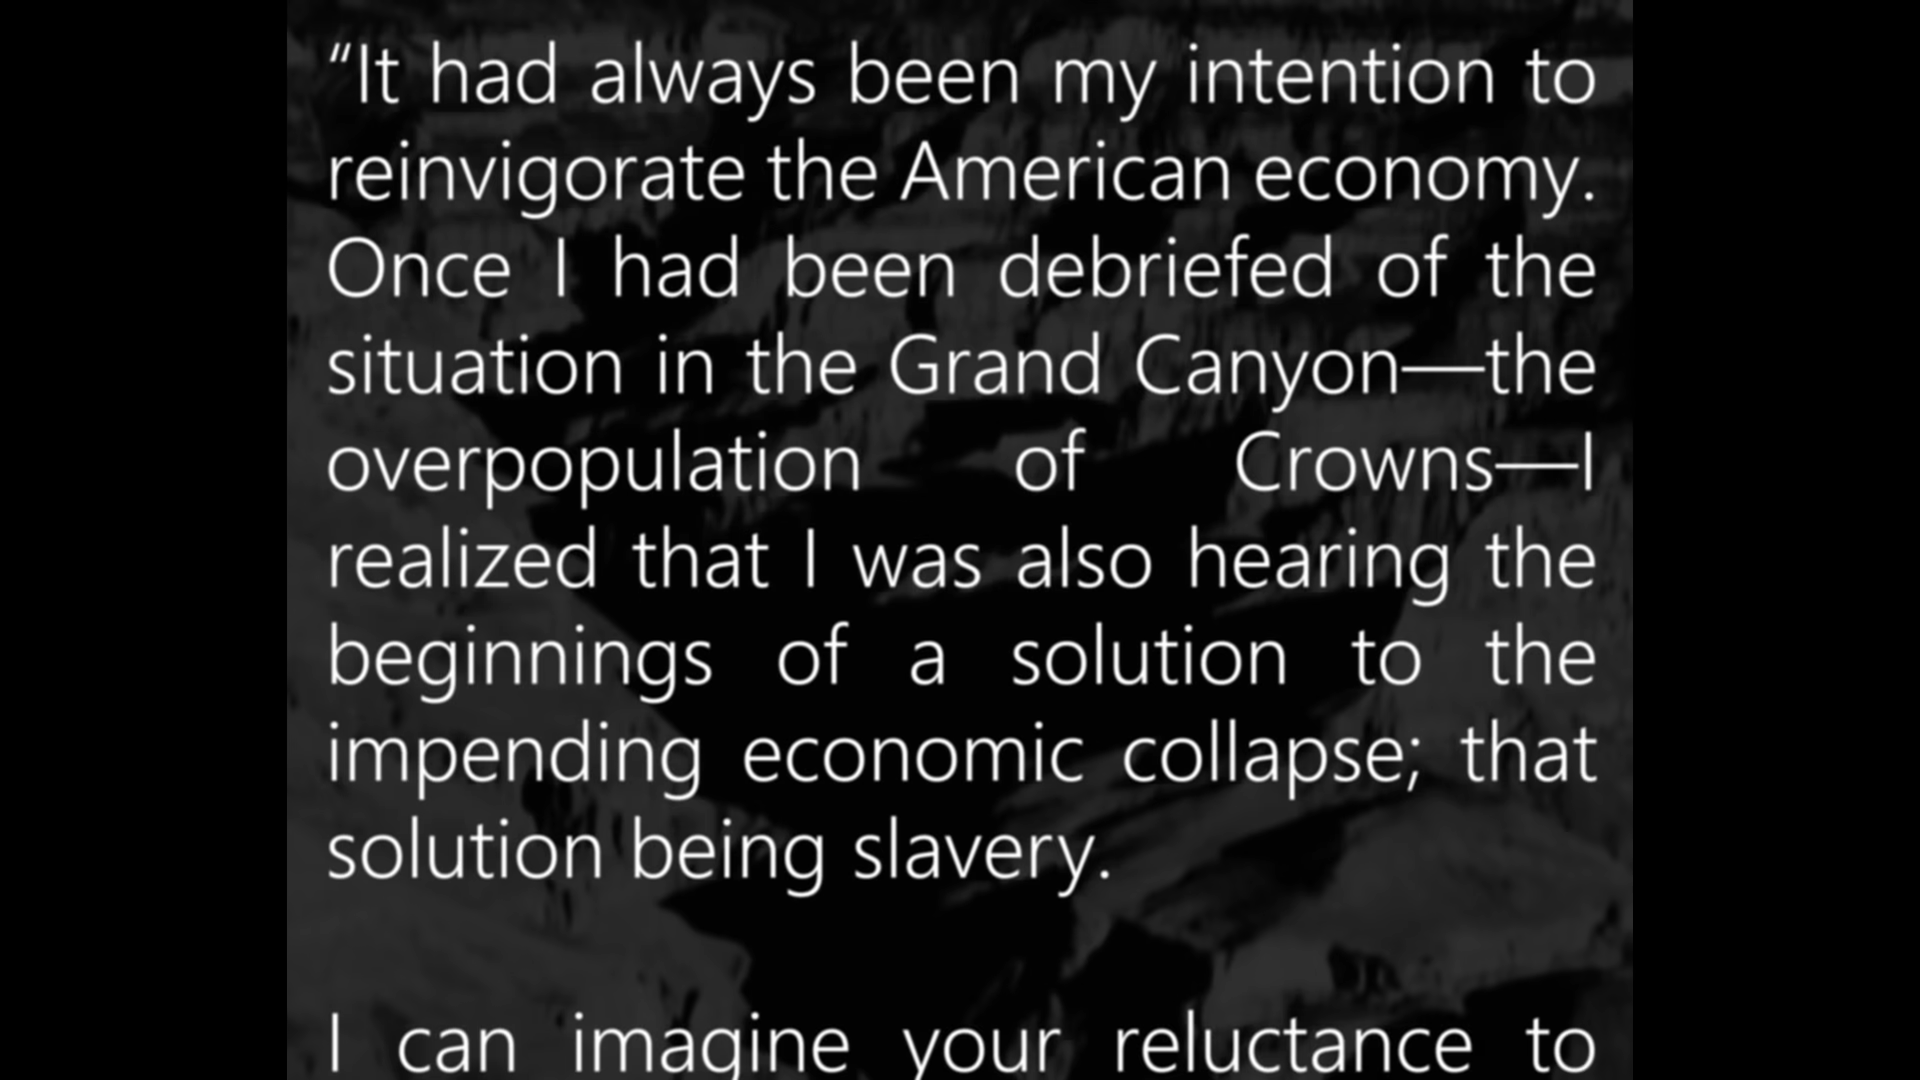 “It had always been my intention to
reinvigorate the American economy.
Once I had been debriefed of the
situation in the Grand Canyon—the
overpopulation of Crowns—I
realized that I was also hearing the
beginnings of a solution to the
impending economic collapse; that
solution being slavery.
I can imagine your reluctance to